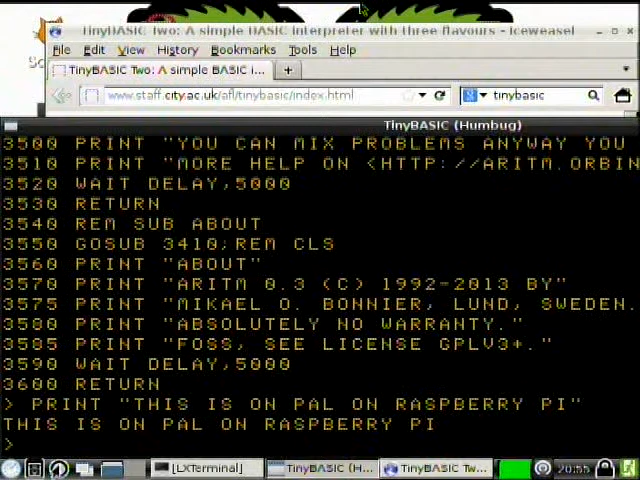 TinyBASIC Two: A simple BASIC interpreter with three flavours - Iceweasel
File Edit View History Bookmarks Tools Help
TinyBASIC Two: A simple BASIC i...
www.staff.city.ac.uk/afl/tinybasic/index.html tinybasic
TinyBASIC (Humbug)
3500 PRINT "YOU CAN MIX PROBLEMS ANYWAY YOU
3510 PRINT "MORE HELP ON <HTTP://ARITM.ORBIN
3520 WAIT DELAY,5000
3530 RETURN
3540 REM SUB ABOUT
3550 GOSUB 3410;REM CLS
3560 PRINT "ABOUT"
3570 PRINT "ARITM 0.3 (C) 1992-2013 BY"
3575 PRINT "MIKAEL O. BONNIER, LUND, SWEDEN.
3580 PRINT "ABSOLUTELY NO WARRANTY."
3585 PRINT "FOSS, SEE LICENSE GPLV3+."
3590 WAIT DELAY,5000
3600 RETURN
> PRINT "THIS IS ON PAL ON RASPBERRY PI"
THIS IS ON PAL ON RASPBERRY PI
>
[LXTerminal] TinyBASIC (H... TinyBASIC Tw... 20:55